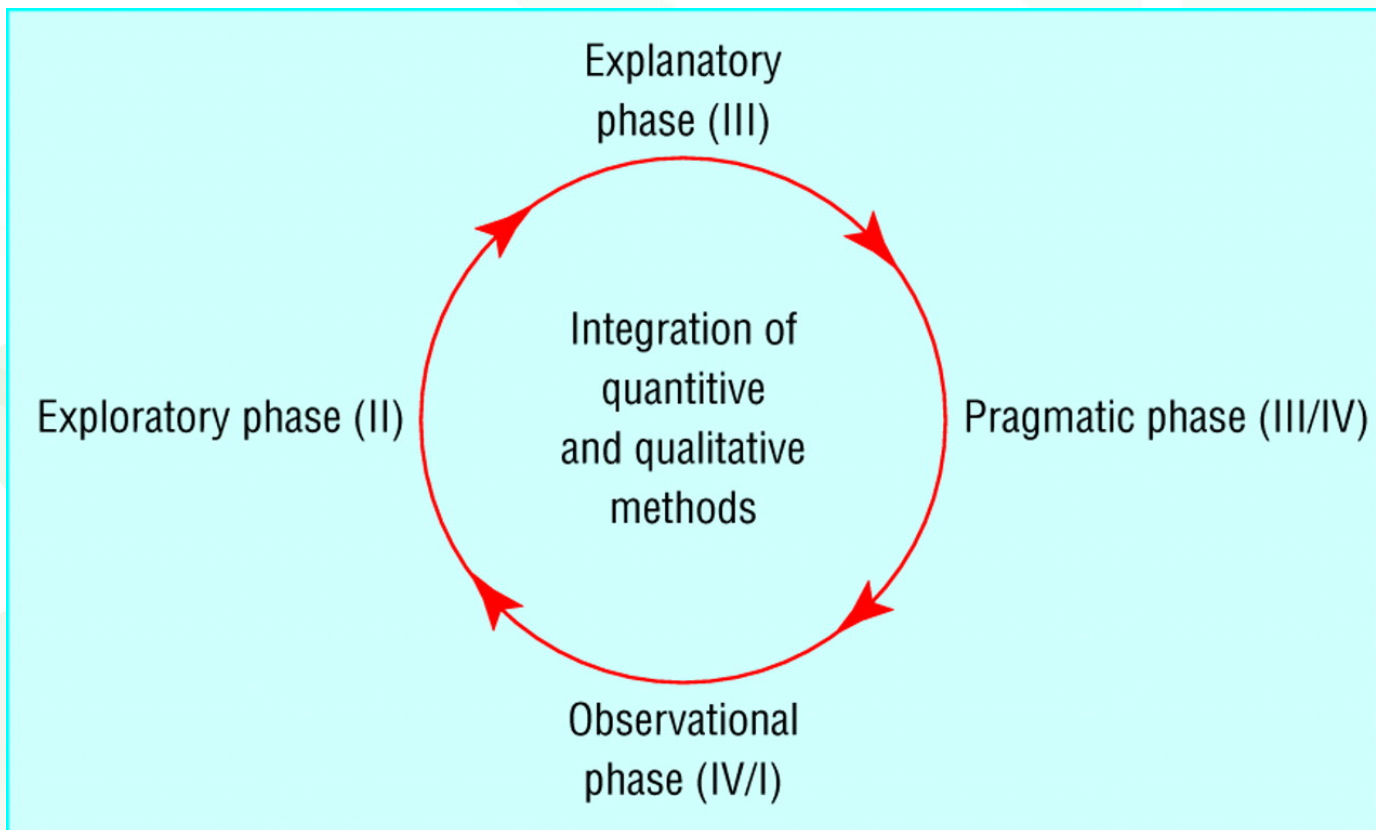 Explanatory
phase (III)
Integration of
quantitive
and qualitative
methods
Exploratory phase (II)
Pragmatic phase (III/IV)
Observational
phase (IV/I)